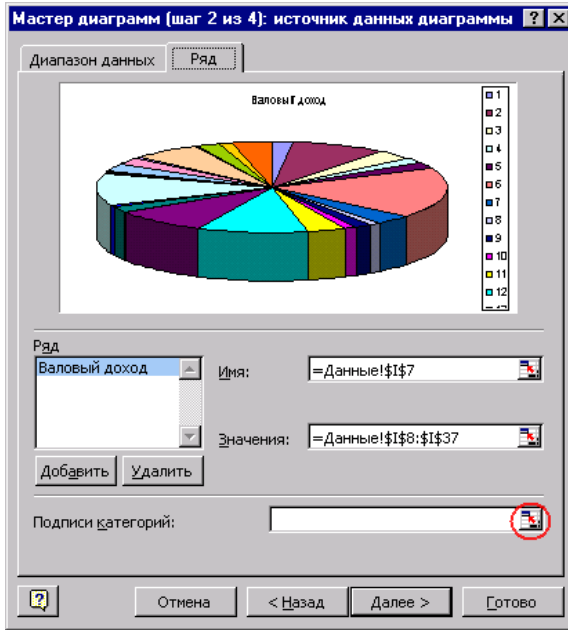 Мастер диаграмм (шаг 2 из 4): источник данных диаграммы
Диапазон данных Ряд
Валовый доход
1
2
3
4
5
6
7
8
9
10
11
12
Ряд
Валовый доход
Имя: =Данные!$I$7
Значения: =Данные!$I$8:$I$37
Добавить Удалить
Подписи категорий:
Отмена < Назад Далее > Готово